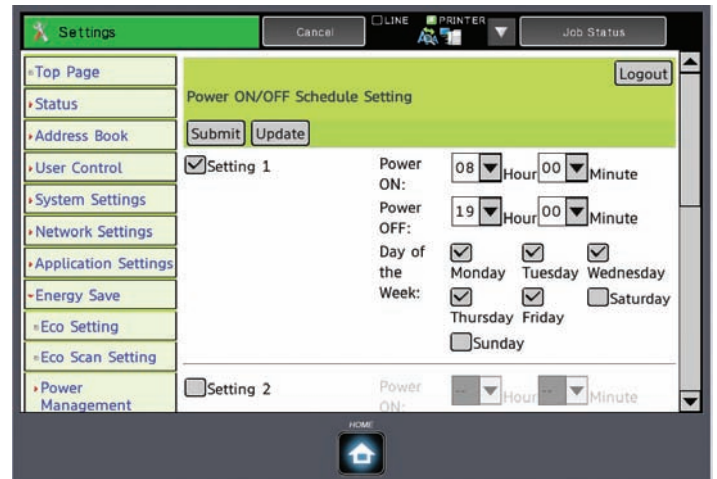 Settings
Cancel
LINE
PRINTER
Job Status
Top Page
Status
Address Book
User Control
System Settings
Network Settings
Application Settings
Energy Save
Eco Setting
Eco Scan Setting
Power
Management
Logout
Power ON/OFF Schedule Setting
Submit Update
Setting 1
Power
ON:
08 Hour 00 Minute
Power
OFF:
19 Hour 00 Minute
Day of
the
Week:
Monday Tuesday Wednesday
Thursday Friday Saturday
Sunday
Setting 2
Power
ON:
-- Hour -- Minute
HOME